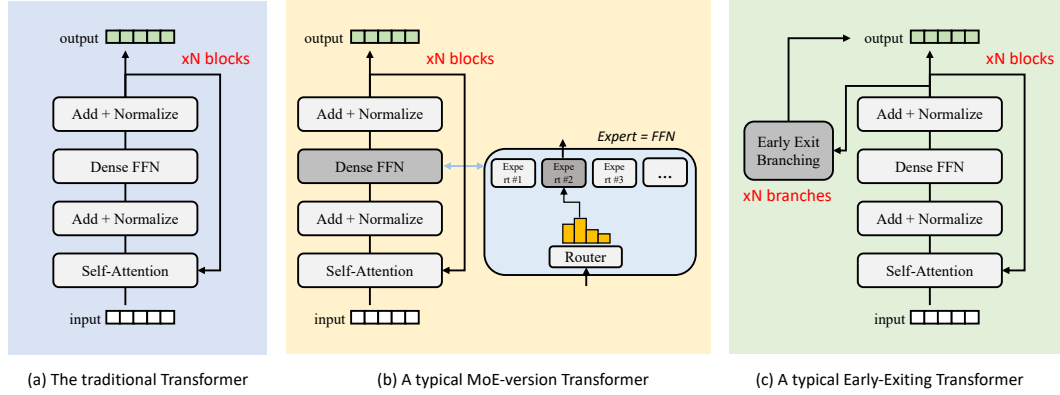 output
xN blocks
Add + Normalize
Dense FFN
Add + Normalize
Self-Attention
input
(a) The traditional Transformer
output
xN blocks
Add + Normalize
Dense FFN
Add + Normalize
Self-Attention
input
Expert = FFN
Expe
rt #1
Expe
rt #2
Expe
rt #3
...
Router
(b) A typical MoE-version Transformer
output
xN blocks
Add + Normalize
Early Exit
Branching
xN branches
Dense FFN
Add + Normalize
Self-Attention
input
(c) A typical Early-Exiting Transformer